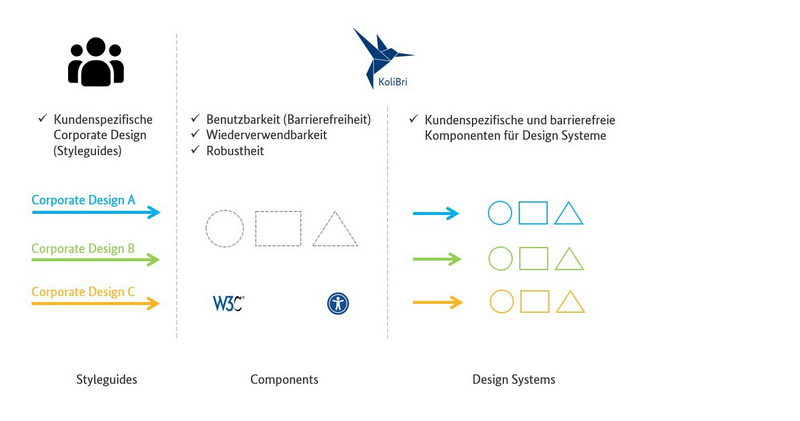 KoliBri
✓ Kundenspezifische
Corporate Design
(Styleguides)
✓ Benutzbarkeit (Barrierefreiheit)
✓ Wiederverwendbarkeit
✓ Robustheit
✓ Kundenspezifische und barrierefreie
Komponenten für Design Systeme
Corporate Design A
Corporate Design B
Corporate Design C
W3C®
Styleguides
Components
Design Systems